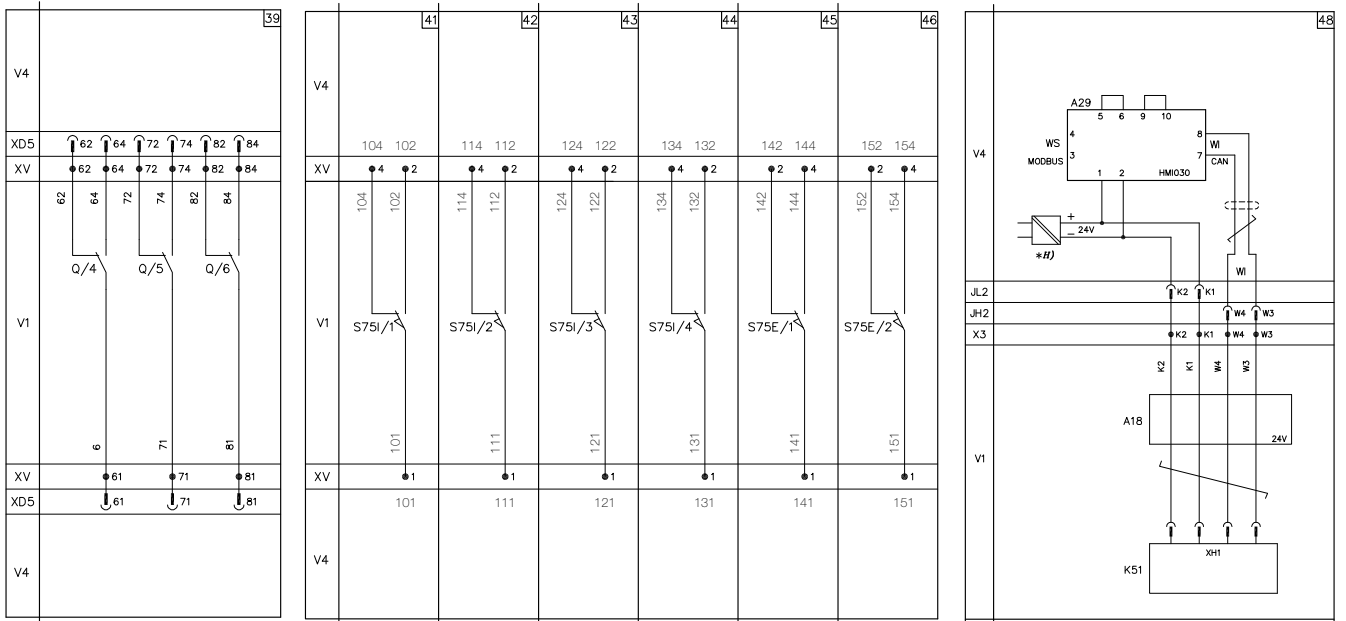 39
V4
XD5 62 64 72 74 82 84
XV 62 64 72 74 82 84
62 64 72 74 82 84
Q/4 Q/5 Q/6
V1
6 71 81
XV 61 71 81
XD5 61 71 81
V4
41 42 43 44 45 46
V4
104 102 114 112 124 122 134 132 142 144 152 154
XV 4 2 4 2 4 2 4 2 2 4 2 4
104 102 114 112 124 122 134 132 142 144 152 154
V1 S75I/1 S75I/2 S75I/3 S75I/4 S75E/1 S75E/2
101 111 121 131 141 151
XV 1 1 1 1 1 1
101 111 121 131 141 151
V4
48
A29
5 6 9 10
4 8
WS WI
V4
MODBUS 3 7 CAN
1 2 HMI030
+
24V
–
*H)
WI
JL2 K2 K1
JH2 W4 W3
X3 K2 K1 W4 W3
K2 K1 W4 W3
A18
24V
V1
XH1
K51